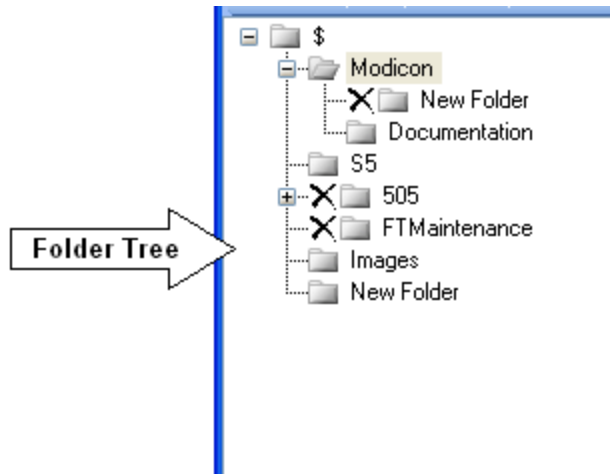 $
Modicon
New Folder
Documentation
S5
505
FTMaintenance
Folder Tree
Images
New Folder